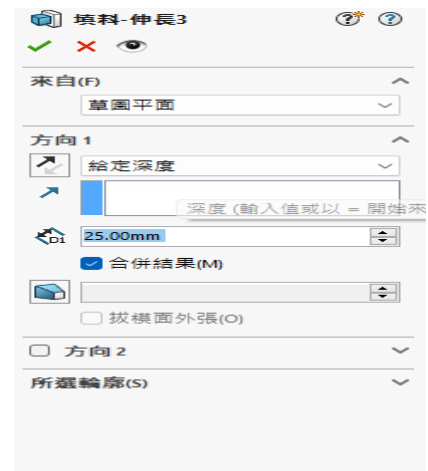 填料-伸長3
來自(F)
草圖平面
方向 1
給定深度
深度 (輸入值或以 = 開始來
D1
25.00mm
合併結果(M)
拔模面外張(O)
方向 2
所選輪廓(S)